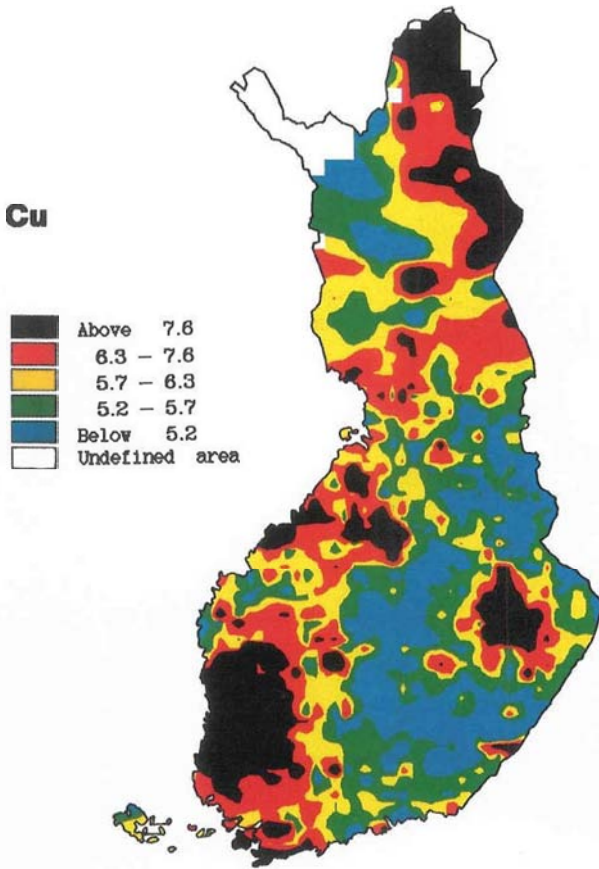 Cu
Above 7.6
6.3 – 7.6
5.7 – 6.3
5.2 – 5.7
Below 5.2
Undefined area